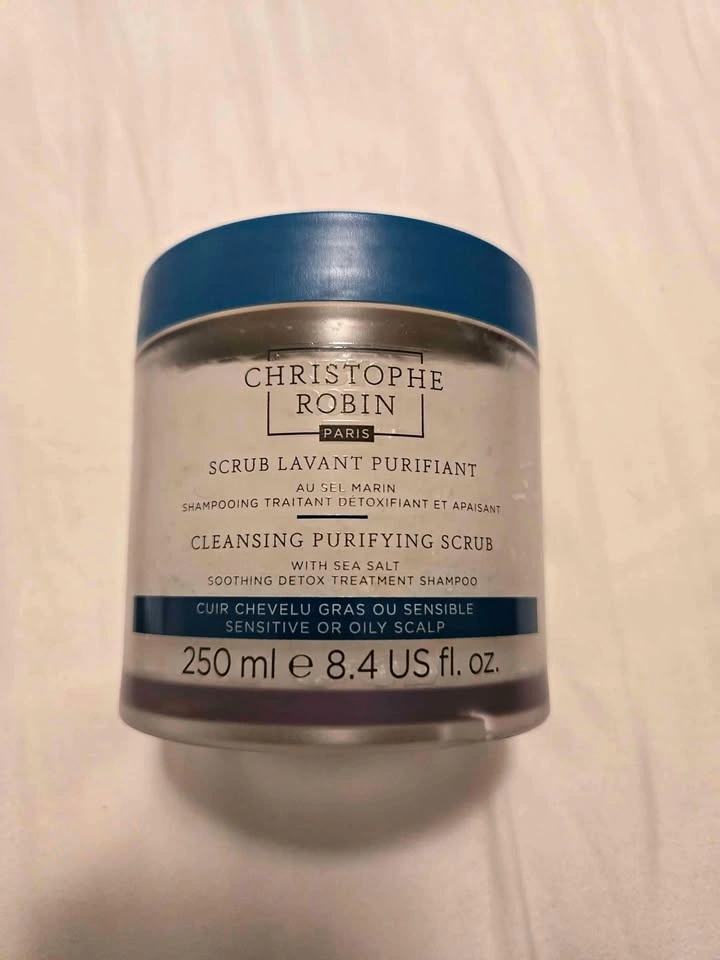 CHRISTOPHE
ROBIN
PARIS
SCRUB LAVANT PURIFIANT
AU SEL MARIN
SHAMPOOING TRAITANT DÉTOXIFIANT ET APAISANT
CLEANSING PURIFYING SCRUB
WITH SEA SALT
SOOTHING DETOX TREATMENT SHAMPOO
CUIR CHEVELU GRAS OU SENSIBLE
SENSITIVE OR OILY SCALP
250 ml ℮ 8.4 US fl. oz.